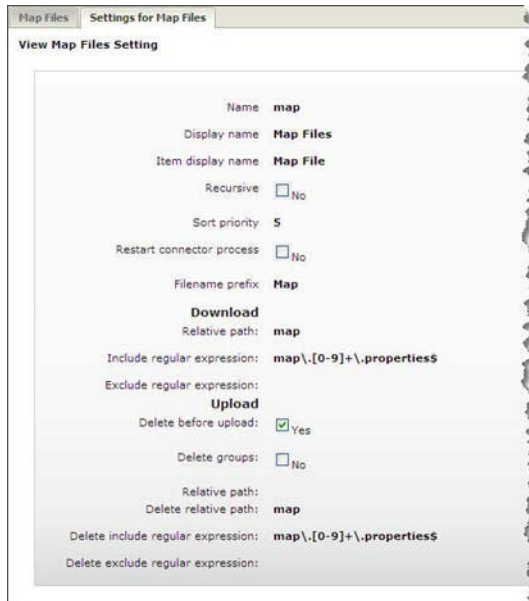 Map Files Settings for Map Files
View Map Files Setting
Name map
Display name Map Files
Item display name Map File
Recursive No
Sort priority 5
Restart connector process No
Filename prefix Map
Download
Relative path: map
Include regular expression: map\.[0-9]+\.properties$
Exclude regular expression:
Upload
Delete before upload: Yes
Delete groups: No
Relative path:
Delete relative path: map
Delete include regular expression: map\.[0-9]+\.properties$
Delete exclude regular expression: